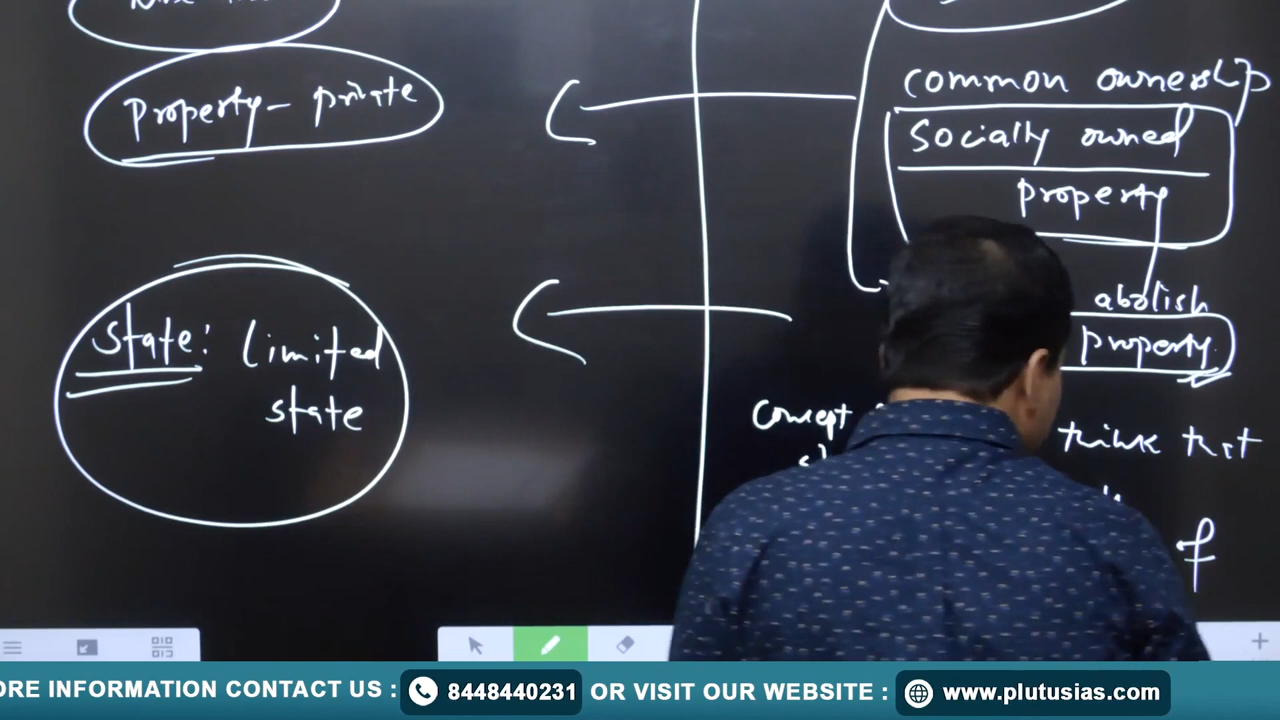 Property - private
State: limited
state
common ownership
socially owned
property
abolish
property
concept
think that
of
ORE INFORMATION CONTACT US : 8448440231 OR VISIT OUR WEBSITE : www.plutusias.com